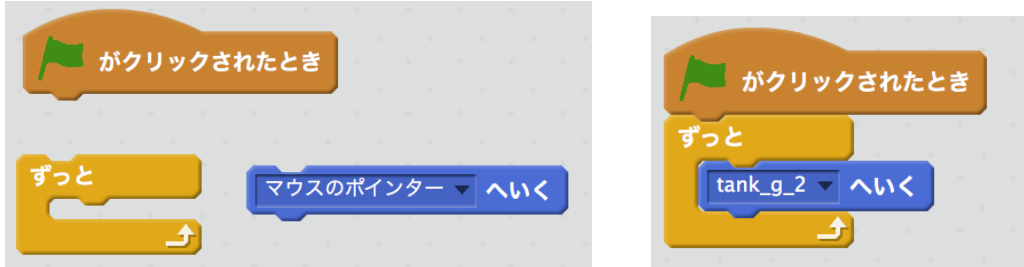 がクリックされたとき
ずっと
マウスのポインター へいく
がクリックされたとき
ずっと
tank_g_2 へいく